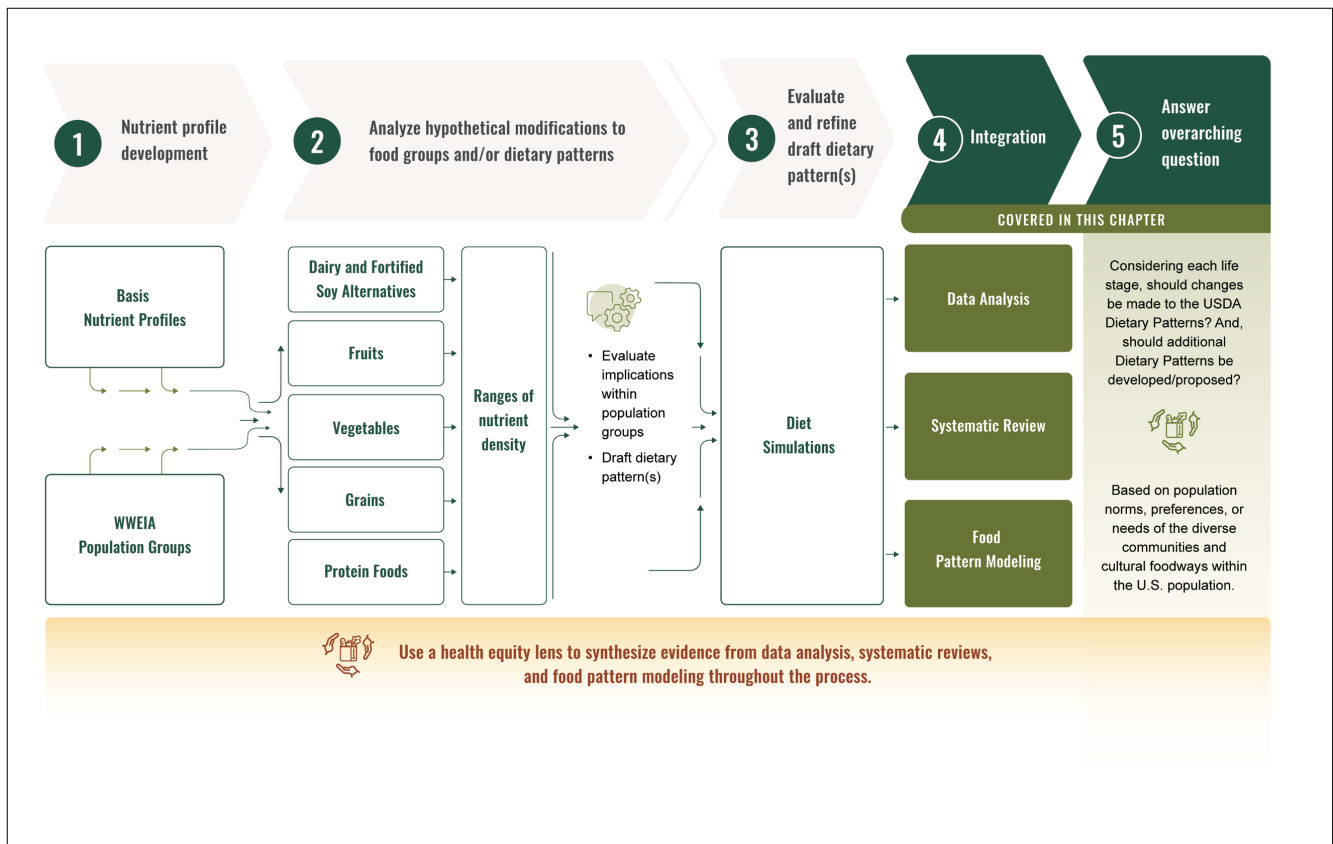 1
Nutrient profile
development
2
Analyze hypothetical modifications to
food groups and/or dietary patterns
3
Evaluate
and refine
draft dietary
pattern(s)
4
Integration
5
Answer
overarching
question
COVERED IN THIS CHAPTER
Basis
Nutrient Profiles
WWEIA
Population Groups
Dairy and Fortified
Soy Alternatives
Fruits
Vegetables
Grains
Protein Foods
Ranges of
nutrient
density
• Evaluate
implications
within
population
groups
• Draft dietary
pattern(s)
Diet
Simulations
Data Analysis
Systematic Review
Food
Pattern Modeling
Considering each life
stage, should changes
be made to the USDA
Dietary Patterns? And,
should additional
Dietary Patterns be
developed/proposed?
Based on population
norms, preferences, or
needs of the diverse
communities and
cultural foodways within
the U.S. population.
Use a health equity lens to synthesize evidence from data analysis, systematic reviews,
and food pattern modeling throughout the process.